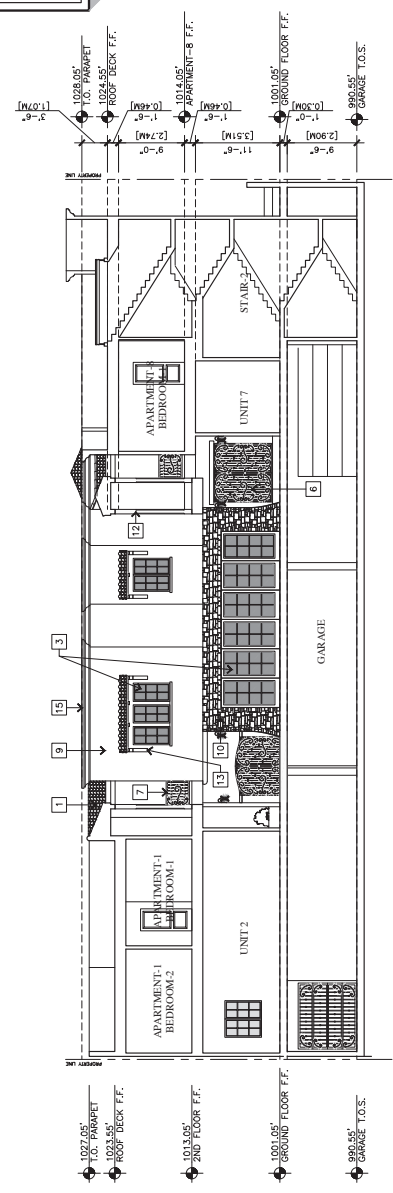 1028.05'
T.O. PARAPET
1024.55'
ROOF DECK F.F.
1014.05'
APARTMENT-8 F.F.
1001.05'
GROUND FLOOR F.F.
990.55'
GARAGE T.O.S.
3'-6"
[1.07M]
1'-6"
[0.46M]
9'-0"
[2.74M]
1'-6"
[0.46M]
11'-6"
[3.51M]
1'-0"
[0.30M]
9'-6"
[2.90M]
PROPERTY LINE
STAIR-2
APARTMENT-8
BEDROOM-1
UNIT 7
12
6
3
15
9
1
7
10
13
GARAGE
APARTMENT-1
BEDROOM-1
APARTMENT-1
BEDROOM-2
UNIT 2
PROPERTY LINE
1027.05'
T.O. PARAPET
1023.55'
ROOF DECK F.F.
1013.05'
2ND FLOOR F.F.
1001.05'
GROUND FLOOR F.F.
990.55'
GARAGE T.O.S.